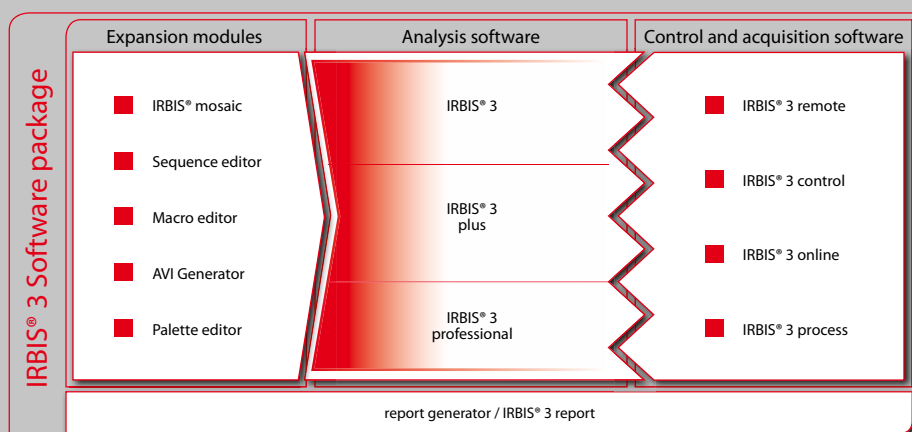 IRBIS® 3 Software package
Expansion modules
IRBIS® mosaic
Sequence editor
Macro editor
AVI Generator
Palette editor
Analysis software
IRBIS® 3
IRBIS® 3
plus
IRBIS® 3
professional
Control and acquisition software
IRBIS® 3 remote
IRBIS® 3 control
IRBIS® 3 online
IRBIS® 3 process
report generator / IRBIS® 3 report